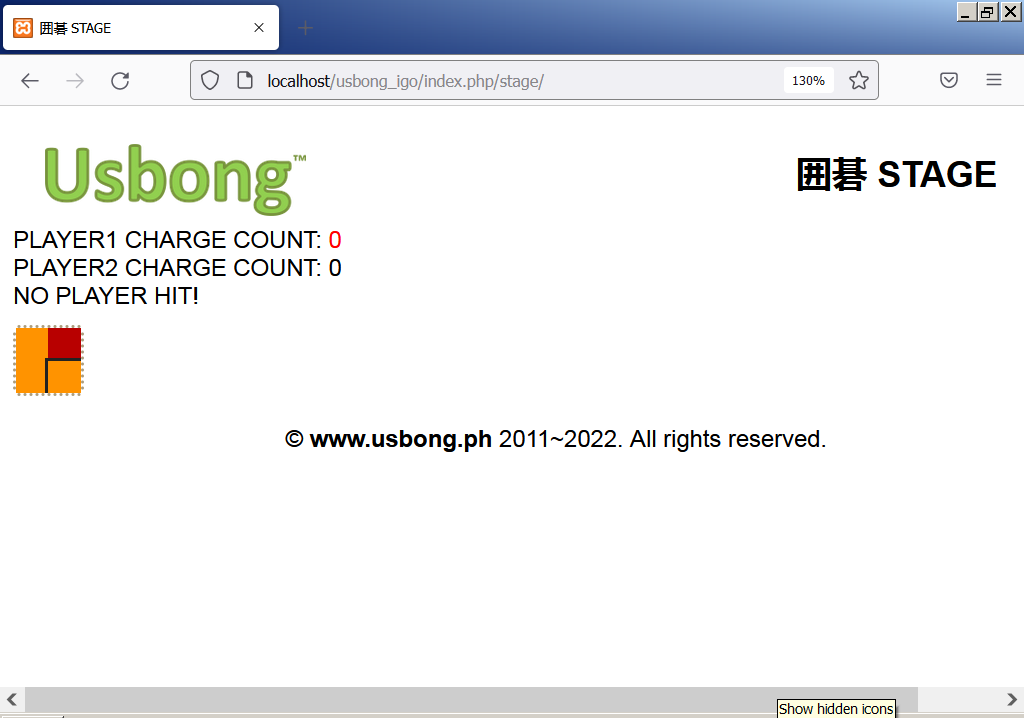 囲碁 STAGE
localhost/usbong_igo/index.php/stage/
130%
Usbong™
囲碁 STAGE
PLAYER1 CHARGE COUNT: 0
PLAYER2 CHARGE COUNT: 0
NO PLAYER HIT!
© www.usbong.ph 2011~2022. All rights reserved.
Show hidden icons